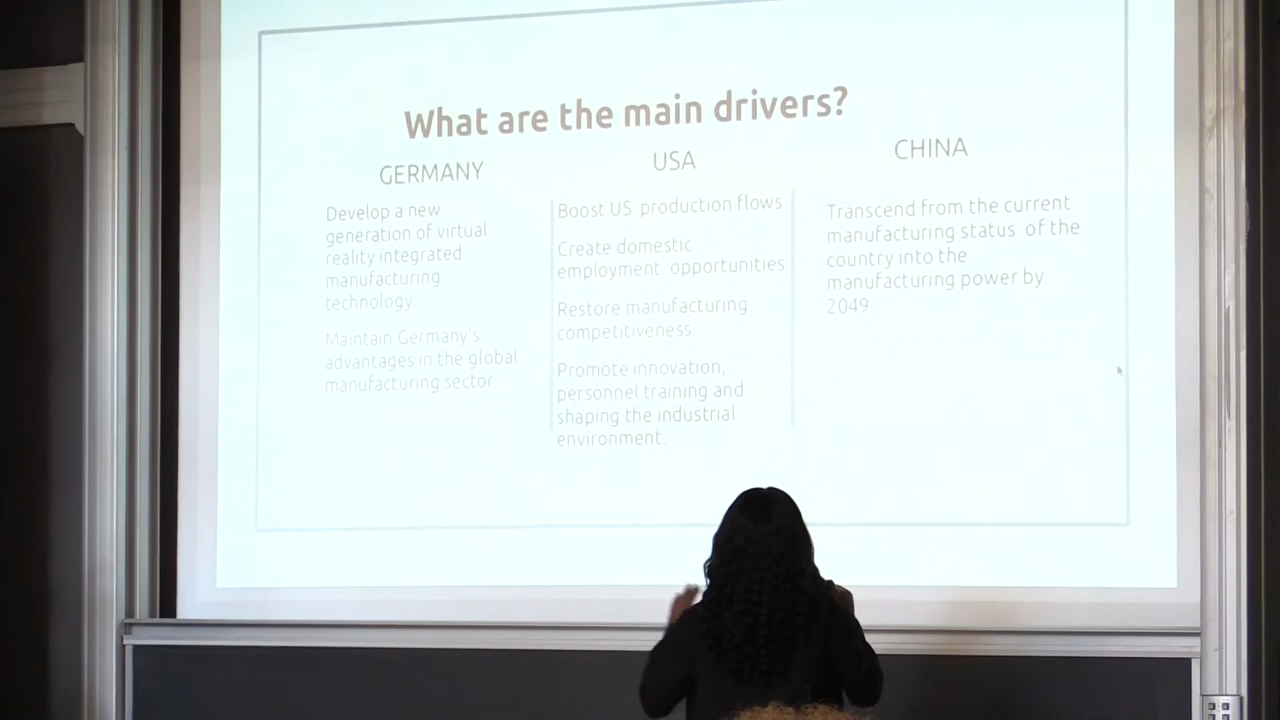 What are the main drivers?
GERMANY
Develop a new
generation of virtual
reality integrated
manufacturing
technology.
Maintain Germany's
advantages in the global
manufacturing sector
USA
Boost US production flows
Create domestic
employment opportunities
Restore manufacturing
competitiveness.
Promote innovation,
personnel training and
shaping the industrial
environment.
CHINA
Transcend from the current
manufacturing status of the
country into the
manufacturing power by
2049.